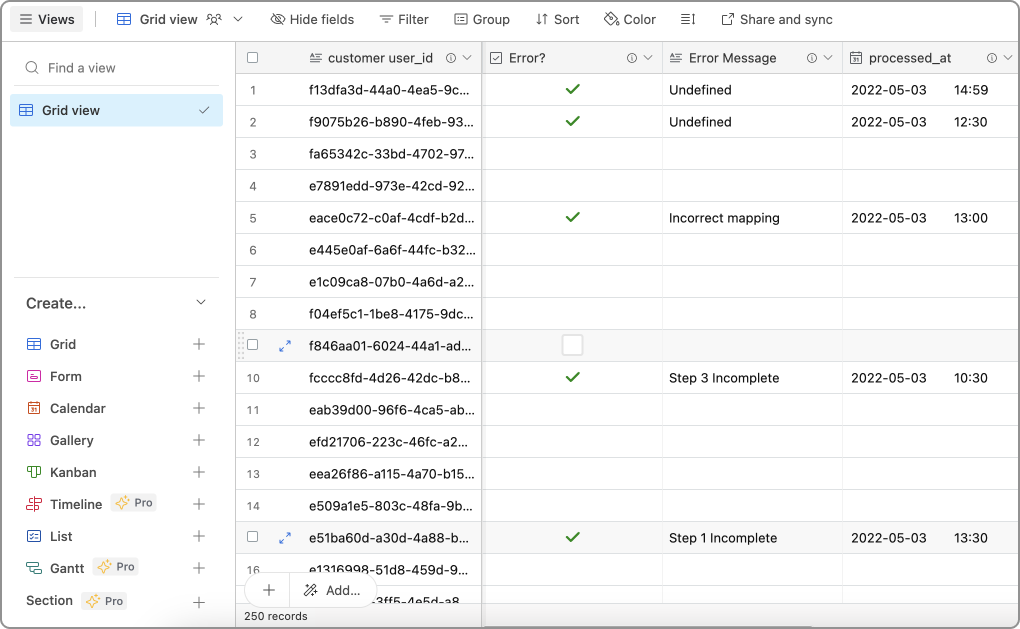 Views Grid view Hide fields Filter Group Sort Color Share and sync
Find a view
Grid view
Create...
Grid
Form
Calendar
Gallery
Kanban
Timeline Pro
List
Gantt Pro
Section Pro
customer user_id Error? Error Message processed_at
1 f13dfa3d-44a0-4ea5-9c... Undefined 2022-05-03 14:59
2 f9075b26-b890-4feb-93... Undefined 2022-05-03 12:30
3 fa65342c-33bd-4702-97...
4 e7891edd-973e-42cd-92...
5 eace0c72-c0af-4cdf-b2d... Incorrect mapping 2022-05-03 13:00
6 e445e0af-6a6f-44fc-b32...
7 e1c09ca8-07b0-4a6d-a2...
8 f04ef5c1-1be8-4175-9dc...
f846aa01-6024-44a1-ad...
10 fcccc8fd-4d26-42dc-b8... Step 3 Incomplete 2022-05-03 10:30
11 eab39d00-96f6-4ca5-ab...
12 efd21706-223c-46fc-a2...
13 eea26f86-a115-4a70-b15...
14 e509a1e5-803c-48fa-9b...
e51ba60d-a30d-4a88-b... Step 1 Incomplete 2022-05-03 13:30
16 e1316998-51d8-459d-9...
Add...
-3ff5-4e5d-a8
250 records